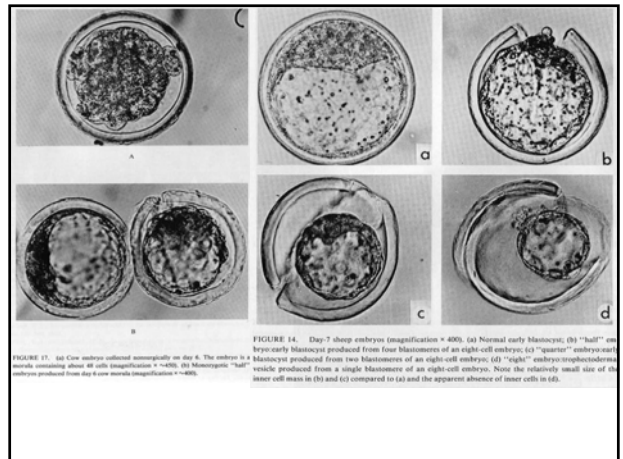 A
B
FIGURE 17. (a) Cow embryo collected nonsurgically on day 6. The embryo is a
morula containing about 48 cells (magnification × ~450). (b) Monozygotic "half"
embryos produced from day 6 cow morula (magnification × ~400).
a
b
c
d
FIGURE 14. Day-7 sheep embryos (magnification × 400). (a) Normal early blastocyst; (b) "half" em
bryo:early blastocyst produced from four blastomeres of an eight-cell embryo; (c) "quarter" embryo:early
blastocyst produced from two blastomeres of an eight-cell embryo; (d) "eight" embryo:trophectoderma
vesicle produced from a single blastomere of an eight-cell embryo. Note the relatively small size of the
inner cell mass in (b) and (c) compared to (a) and the apparent absence of inner cells in (d).